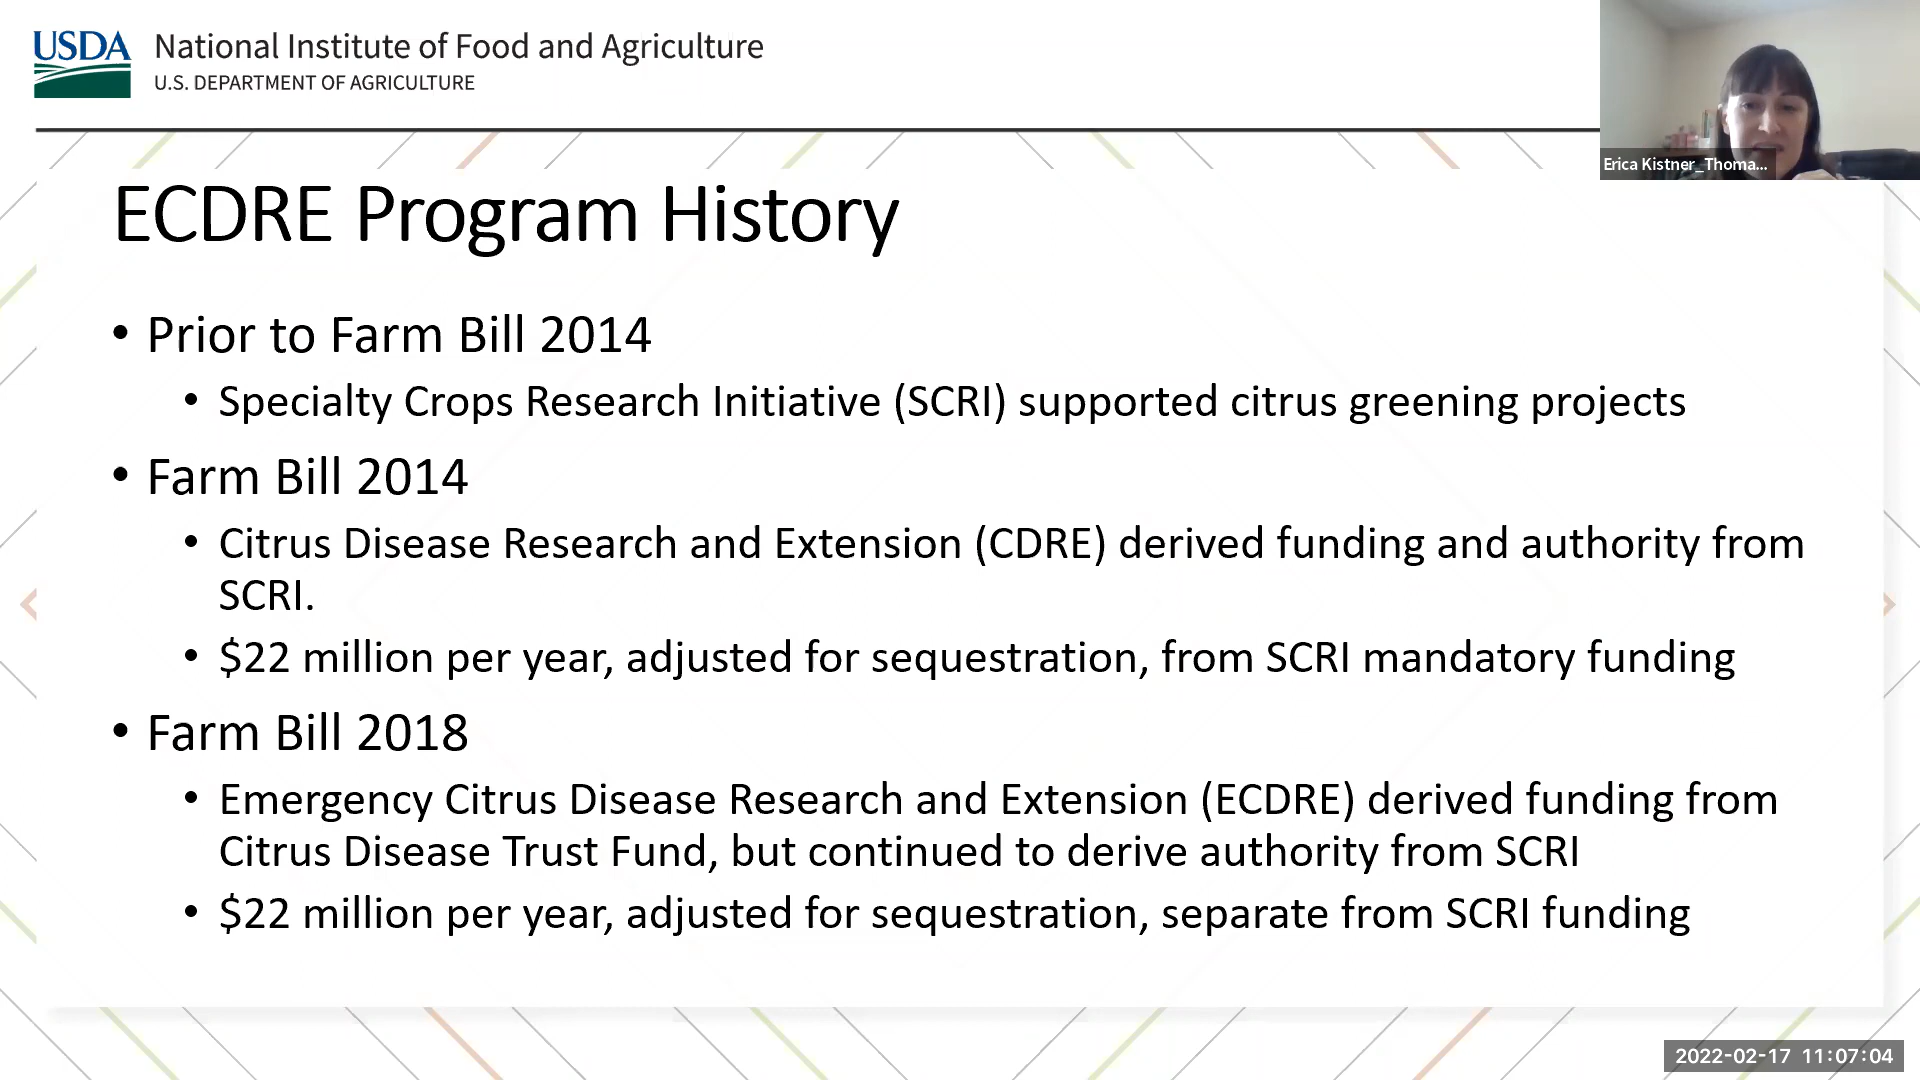 USDA
National Institute of Food and Agriculture
U.S. DEPARTMENT OF AGRICULTURE
Erica Kistner_Thoma...
ECDRE Program History
• Prior to Farm Bill 2014
• Specialty Crops Research Initiative (SCRI) supported citrus greening projects
• Farm Bill 2014
• Citrus Disease Research and Extension (CDRE) derived funding and authority from
SCRI.
• $22 million per year, adjusted for sequestration, from SCRI mandatory funding
• Farm Bill 2018
• Emergency Citrus Disease Research and Extension (ECDRE) derived funding from
Citrus Disease Trust Fund, but continued to derive authority from SCRI
• $22 million per year, adjusted for sequestration, separate from SCRI funding
2022-02-17 11:07:04